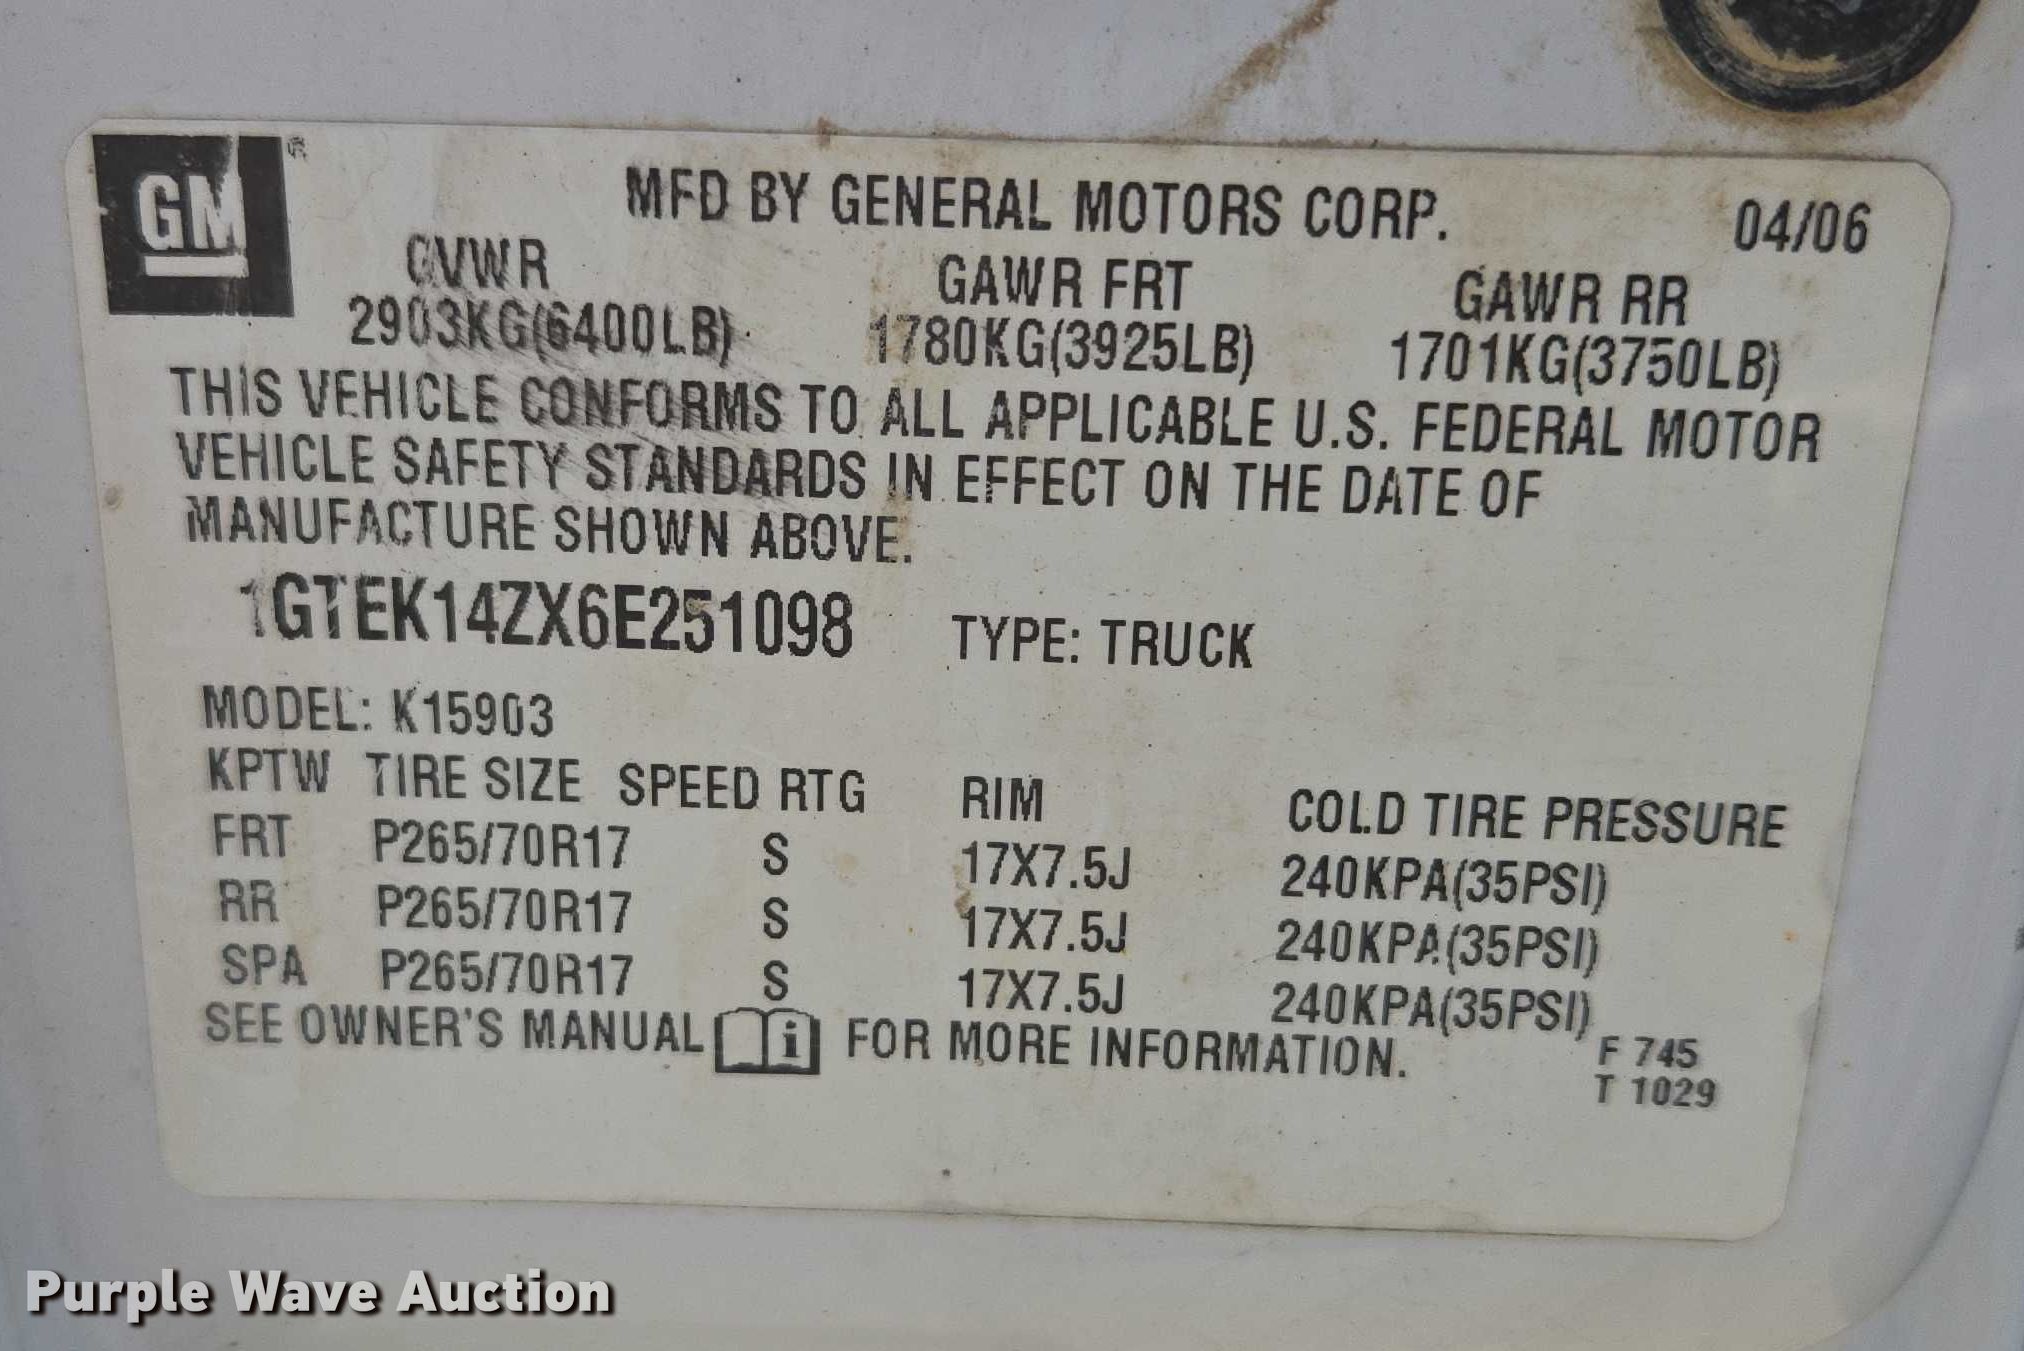 GM ®
MFD BY GENERAL MOTORS CORP. 04/06
GVWR GAWR FRT GAWR RR
2903KG(6400LB) 1780KG(3925LB) 1701KG(3750LB)
THIS VEHICLE CONFORMS TO ALL APPLICABLE U.S. FEDERAL MOTOR
VEHICLE SAFETY STANDARDS IN EFFECT ON THE DATE OF
MANUFACTURE SHOWN ABOVE.
1GTEK14ZX6E251098 TYPE: TRUCK
MODEL: K15903
KPTW TIRE SIZE SPEED RTG RIM COLD TIRE PRESSURE
FRT P265/70R17 S 17X7.5J 240KPA(35PSI)
RR P265/70R17 S 17X7.5J 240KPA(35PSI)
SPA P265/70R17 S 17X7.5J 240KPA(35PSI)
SEE OWNER'S MANUAL i FOR MORE INFORMATION.
F 745
T 1029
Purple Wave Auction